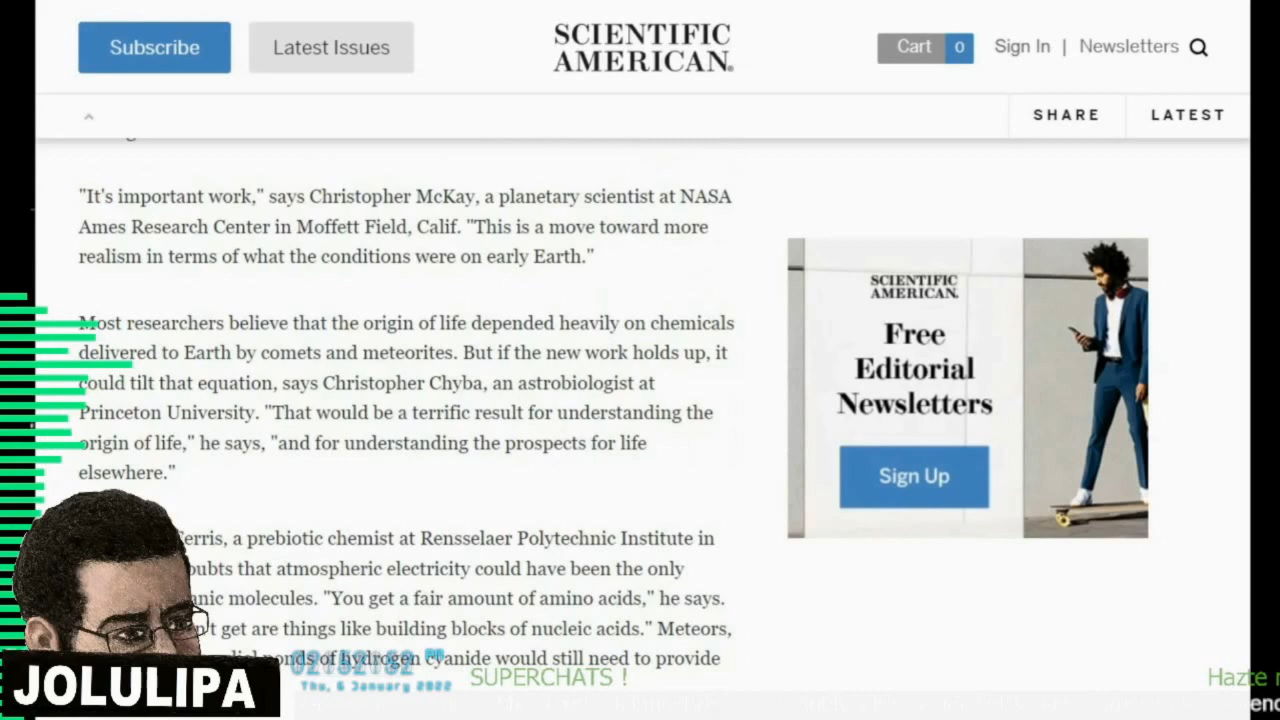 Subscribe
Latest Issues
SCIENTIFIC
AMERICAN®
Cart 0
Sign In | Newsletters
SHARE
LATEST
"It's important work," says Christopher McKay, a planetary scientist at NASA
Ames Research Center in Moffett Field, Calif. "This is a move toward more
realism in terms of what the conditions were on early Earth."
Most researchers believe that the origin of life depended heavily on chemicals
delivered to Earth by comets and meteorites. But if the new work holds up, it
could tilt that equation, says Christopher Chyba, an astrobiologist at
Princeton University. "That would be a terrific result for understanding the
origin of life," he says, "and for understanding the prospects for life
elsewhere."
SCIENTIFIC
AMERICAN.
Free
Editorial
Newsletters
Sign Up
a prebiotic chemist at Rensselaer Polytechnic Institute in
that atmospheric electricity could have been the only
molecules. "You get a fair amount of amino acids," he says.
get are things like building blocks of nucleic acids." Meteors,
ponds of hydrogen cyanide would still need to provide
JOLULIPA
Thu, 6 January 2022
SUPERCHATS !
Hazte